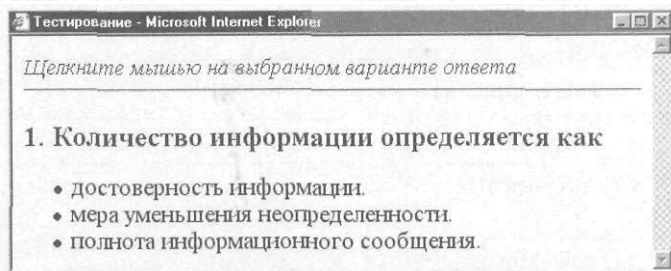 Тестирование - Microsoft Internet Explorer
Щелкните мышью на выбранном варианте ответа
1. Количество информации определяется как
• достоверность информации.
• мера уменьшения неопределенности.
• полнота информационного сообщения.